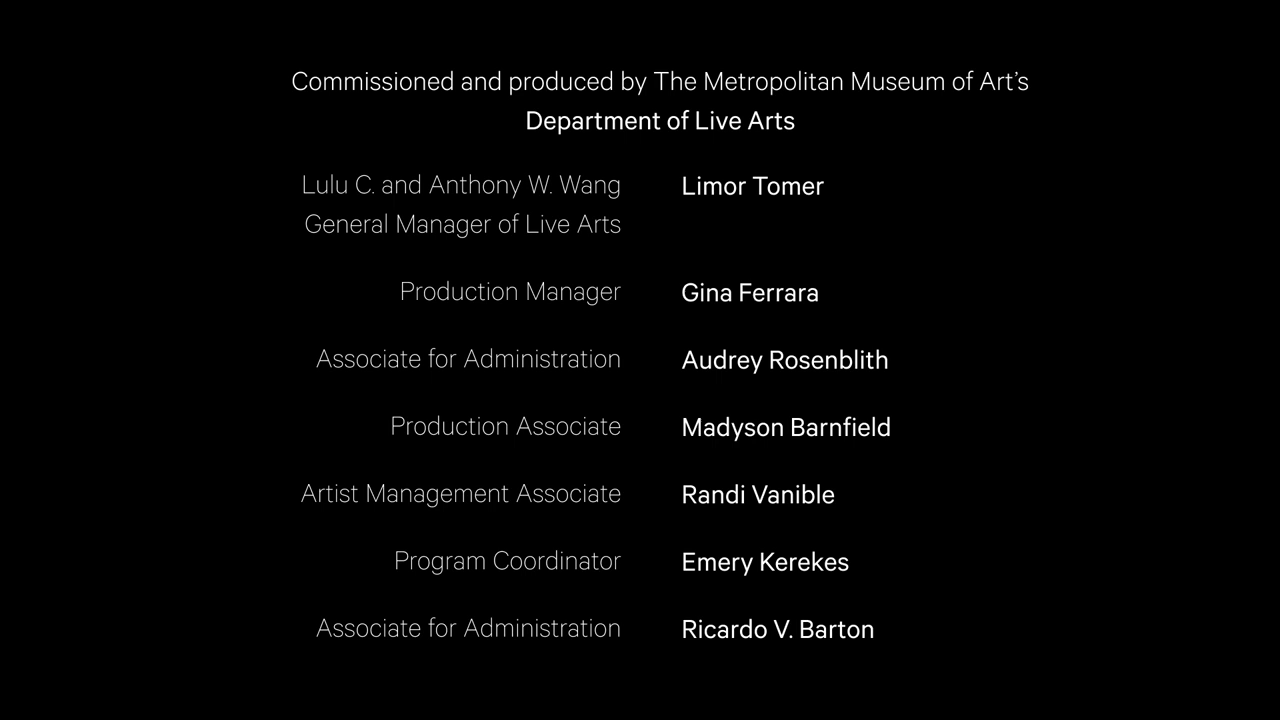 Commissioned and produced by The Metropolitan Museum of Art’s
Department of Live Arts
Lulu C. and Anthony W. Wang Limor Tomer
General Manager of Live Arts
Production Manager Gina Ferrara
Associate for Administration Audrey Rosenblith
Production Associate Madyson Barnfield
Artist Management Associate Randi Vanible
Program Coordinator Emery Kerekes
Associate for Administration Ricardo V. Barton